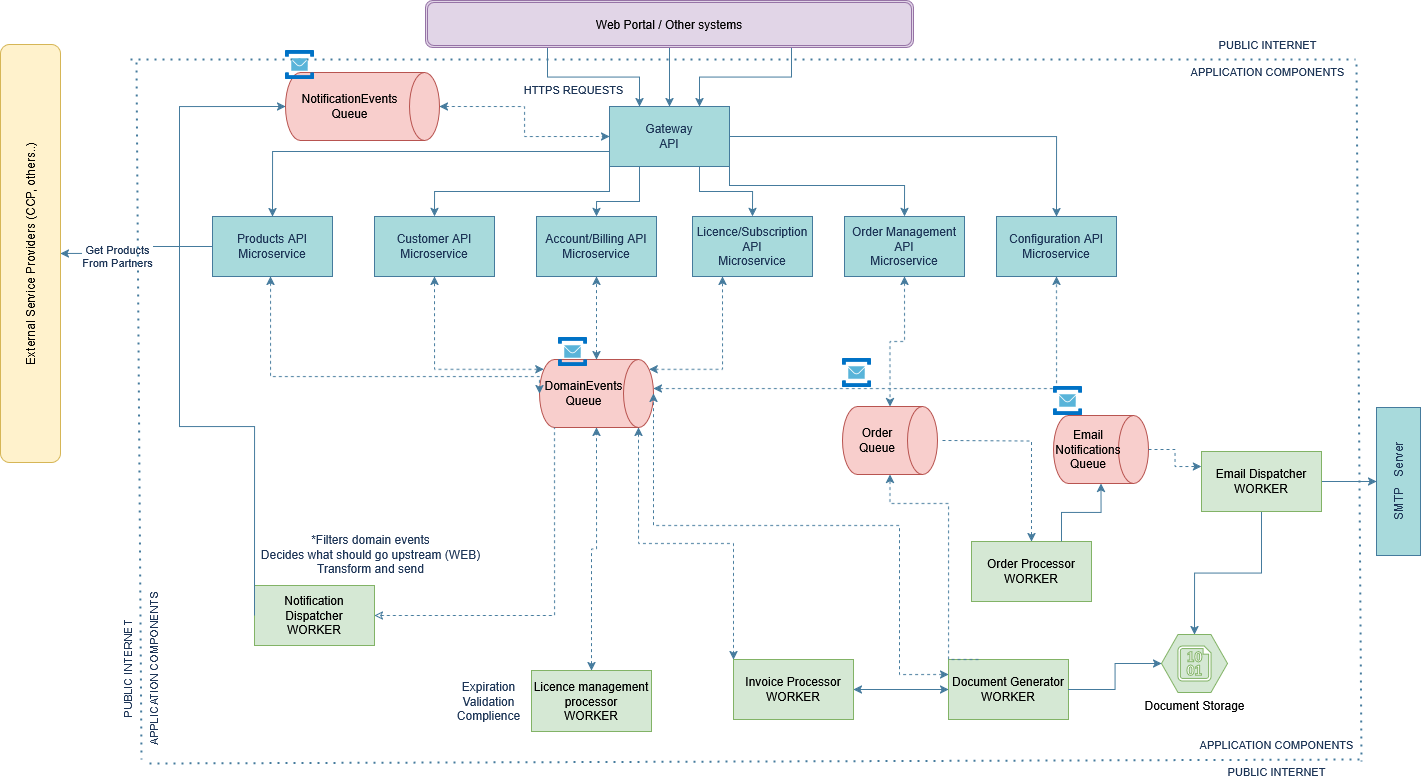 Web Portal / Other systems
PUBLIC INTERNET
APPLICATION COMPONENTS
HTTPS REQUESTS
NotificationEvents
Queue
Gateway
API
External Service Providers (CCP, others..)
Products API
Microservice
Customer API
Microservice
Account/Billing API
Microservice
Licence/Subscription
API
Microservice
Order Management
API
Microservice
Configuration API
Microservice
Get Products
From Partners
DomainEvents
Queue
Order
Queue
Email
Notifications
Queue
Email Dispatcher
WORKER
SMTP Server
*Filters domain events
Decides what should go upstream (WEB)
Transform and send
Order Processor
WORKER
Notification
Dispatcher
WORKER
PUBLIC INTERNET
APPLICATION COMPONENTS
Expiration
Validation
Complience
Licence management
processor
WORKER
Invoice Processor
WORKER
Document Generator
WORKER
10
01
Document Storage
APPLICATION COMPONENTS
PUBLIC INTERNET